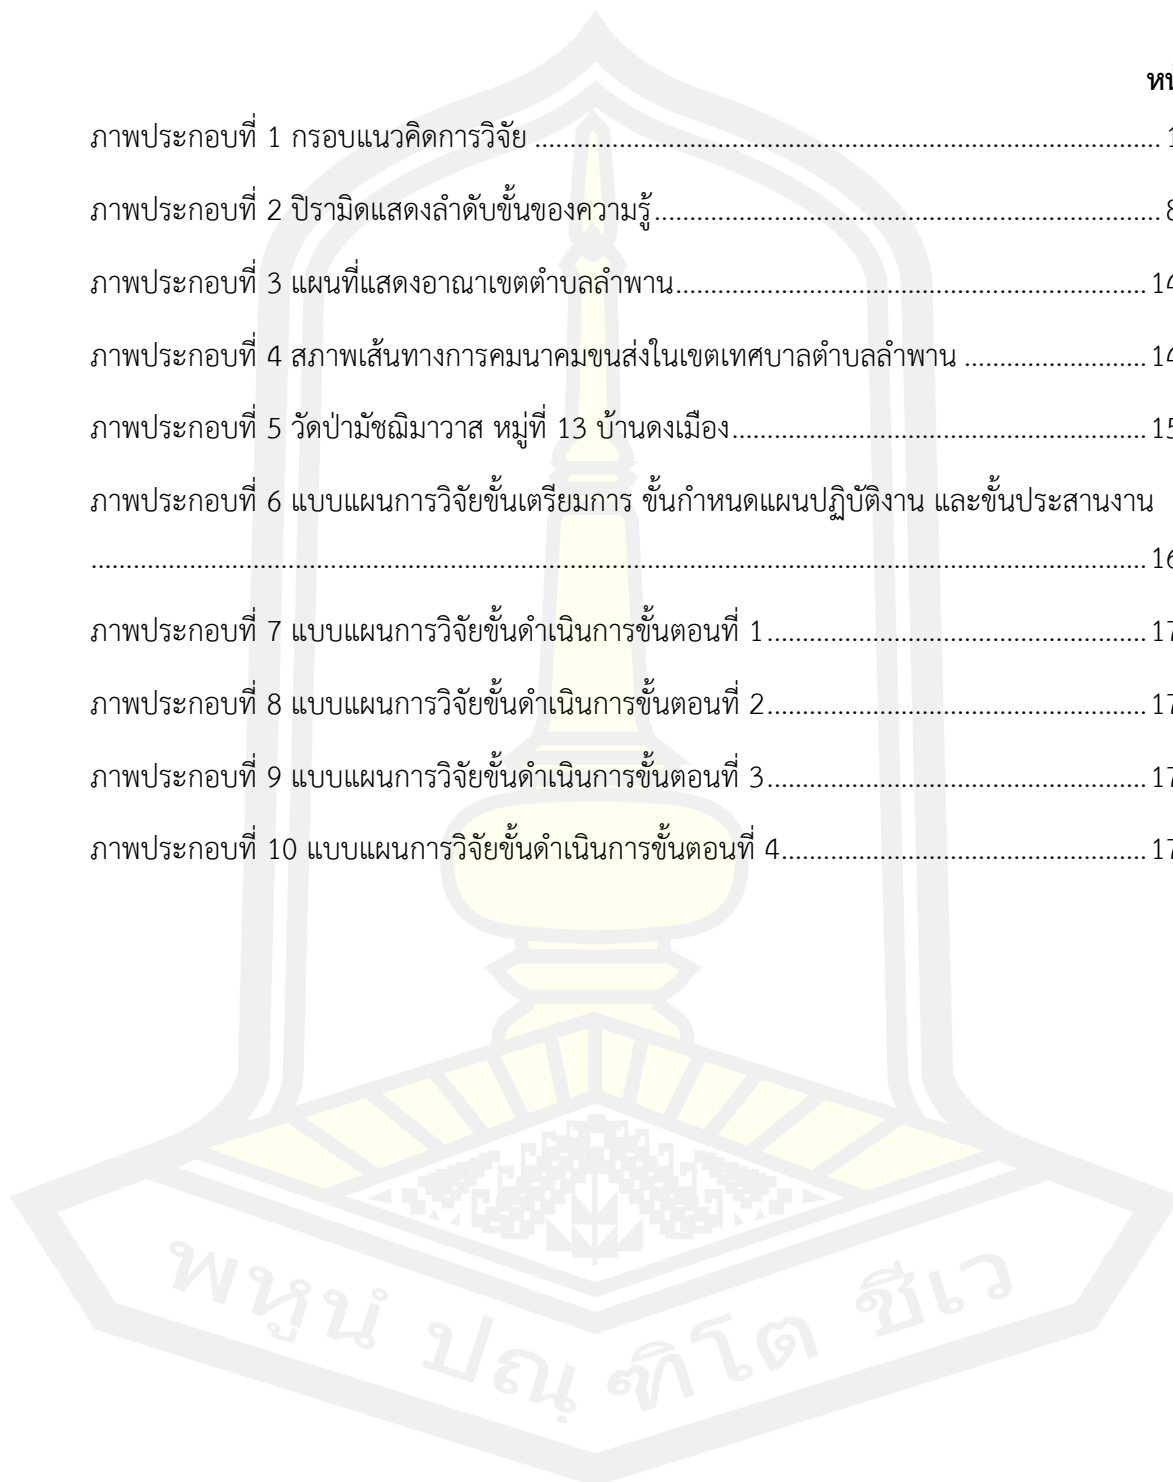 หน้
ภาพประกอบที่ 1 กรอบแนวคิดการวิจัย ..........................................................................................1
ภาพประกอบที่ 2 ปิรามิดแสดงลำดับขั้นของความรู้.........................................................................8
ภาพประกอบที่ 3 แผนที่แสดงอาณาเขตตำบลลำพาน....................................................................14
ภาพประกอบที่ 4 สภาพเส้นทางการคมนาคมขนส่งในเขตเทศบาลตำบลลำพาน ..........................14
ภาพประกอบที่ 5 วัดป่ามัชฌิมาวาส หมู่ที่ 13 บ้านดงเมือง............................................................15
ภาพประกอบที่ 6 แบบแผนการวิจัยขั้นเตรียมการ ขั้นกำหนดแผนปฏิบัติงาน และขั้นประสานงาน
.......................................................................................................................................................16
ภาพประกอบที่ 7 แบบแผนการวิจัยขั้นดำเนินการขั้นตอนที่ 1.......................................................17
ภาพประกอบที่ 8 แบบแผนการวิจัยขั้นดำเนินการขั้นตอนที่ 2.......................................................17
ภาพประกอบที่ 9 แบบแผนการวิจัยขั้นดำเนินการขั้นตอนที่ 3.......................................................17
ภาพประกอบที่ 10 แบบแผนการวิจัยขั้นดำเนินการขั้นตอนที่ 4.....................................................17
พหูนํ ปณฺฑิโต ชีเว